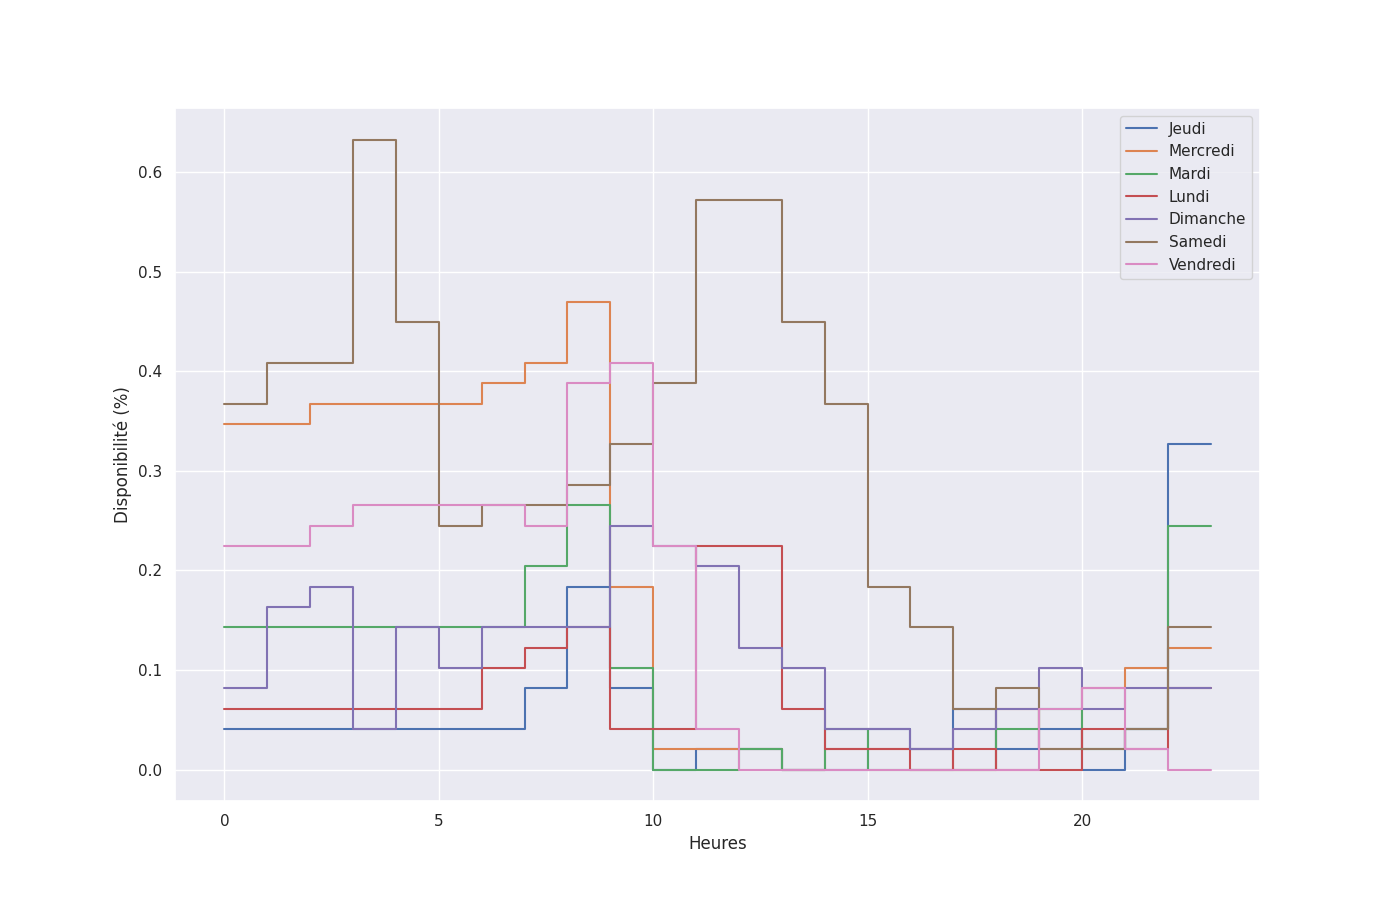 Jeudi
Mercredi
Mardi
Lundi
Dimanche
Samedi
Vendredi
0.6
0.5
0.4
0.3
0.2
0.1
0.0
Disponibilité (%)
0 5 10 15 20
Heures